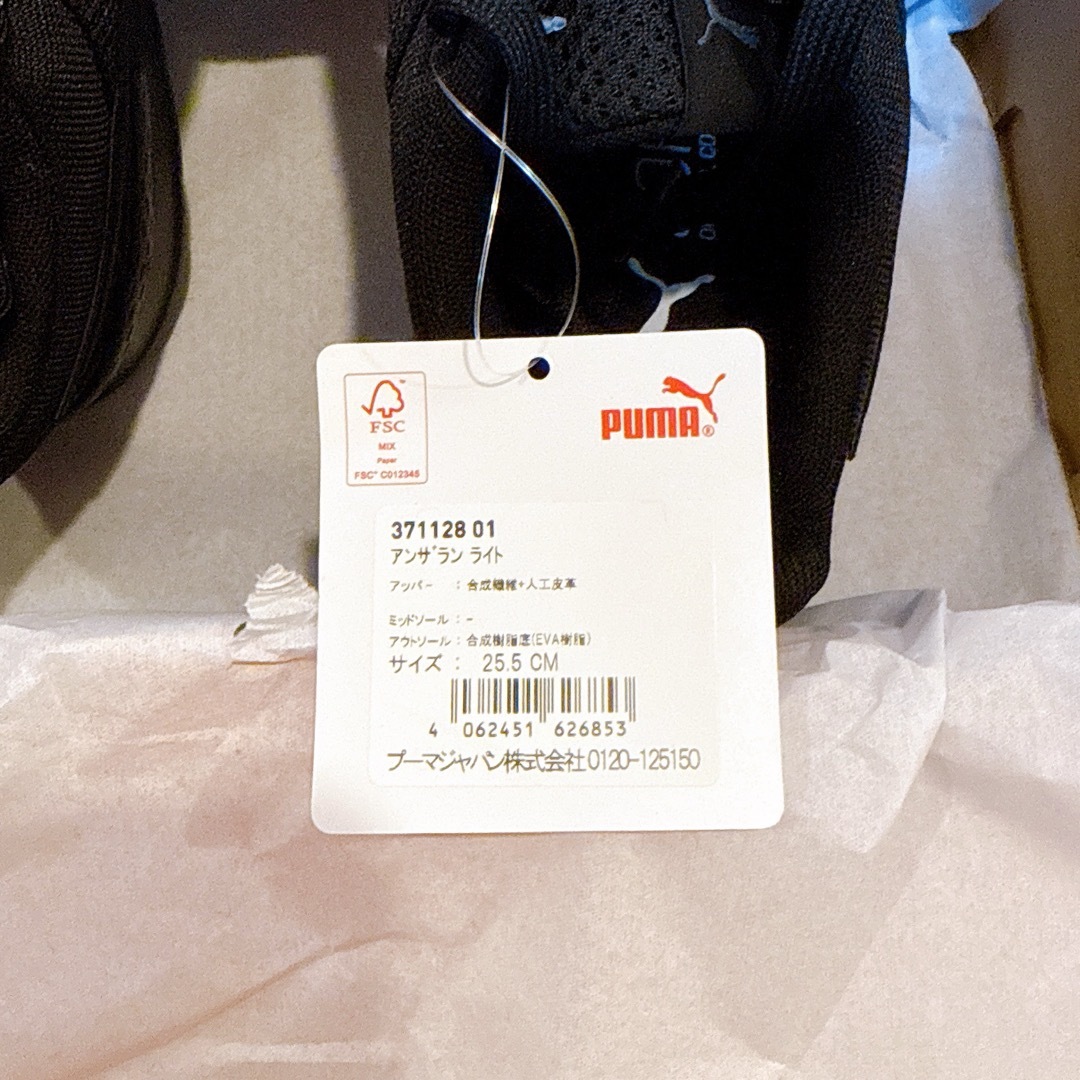 FSC
MIX
Paper
FSC® C012345
PUMA®
371128 01
アンザラン ライト
アッパー : 合成繊維+人工皮革
ミッドソール : -
アウトソール : 合成樹脂底(EVA樹脂)
サイズ : 25.5 CM
4 062451 626853
プーマジャパン株式会社0120-125150